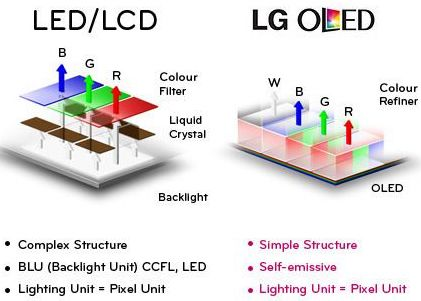 LED/LCD
B
G
R
Colour
Filter
Liquid
Crystal
Backlight
• Complex Structure
• BLU (Backlight Unit) CCFL, LED
• Lighting Unit = Pixel Unit
LG OLED
W
B
G
R
Colour
Refiner
OLED
• Simple Structure
• Self-emissive
• Lighting Unit = Pixel Unit